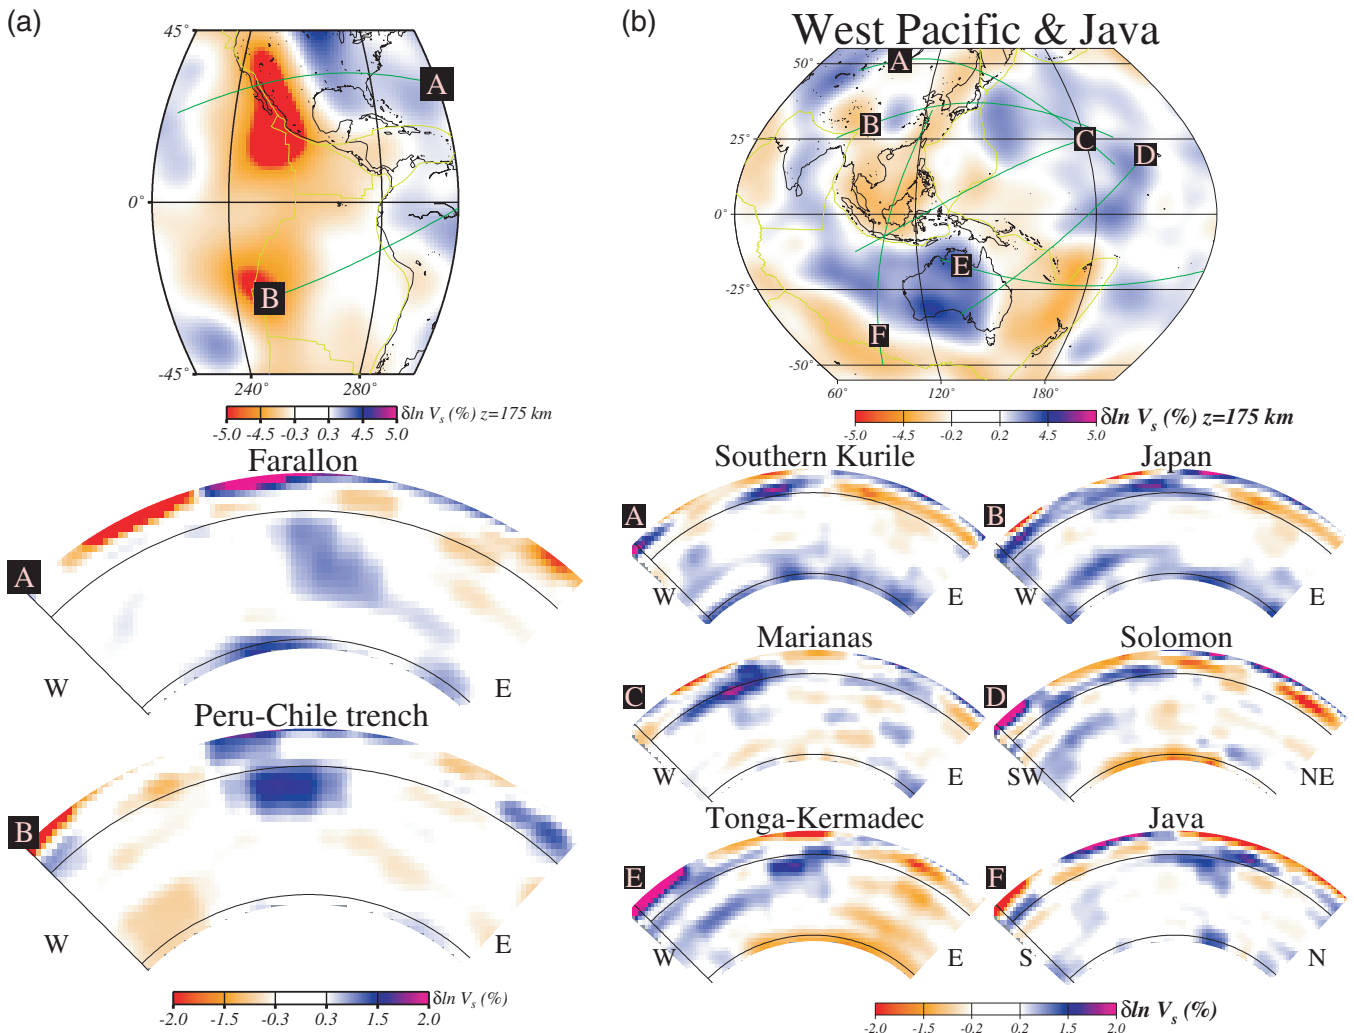 (a)
45°
A
0°
B
-45°
240°
280°
δln Vs (%) z=175 km
-5.0 -4.5 -0.3 0.3 4.5 5.0
Farallon
A
W
E
Peru-Chile trench
B
W
E
δln Vs (%)
-2.0 -1.5 -0.3 0.3 1.5 2.0
(b)
West Pacific & Java
50°
A
B
25°
C
D
0°
E
-25°
F
-50°
60°
120°
180°
δln Vs (%) z=175 km
-5.0 -4.5 -0.2 0.2 4.5 5.0
Southern Kurile
A
W
E
Japan
B
W
E
Marianas
C
W
E
Solomon
D
SW
NE
Tonga-Kermadec
E
W
E
Java
F
S
N
δln Vs (%)
-2.0 -1.5 -0.2 0.2 1.5 2.0